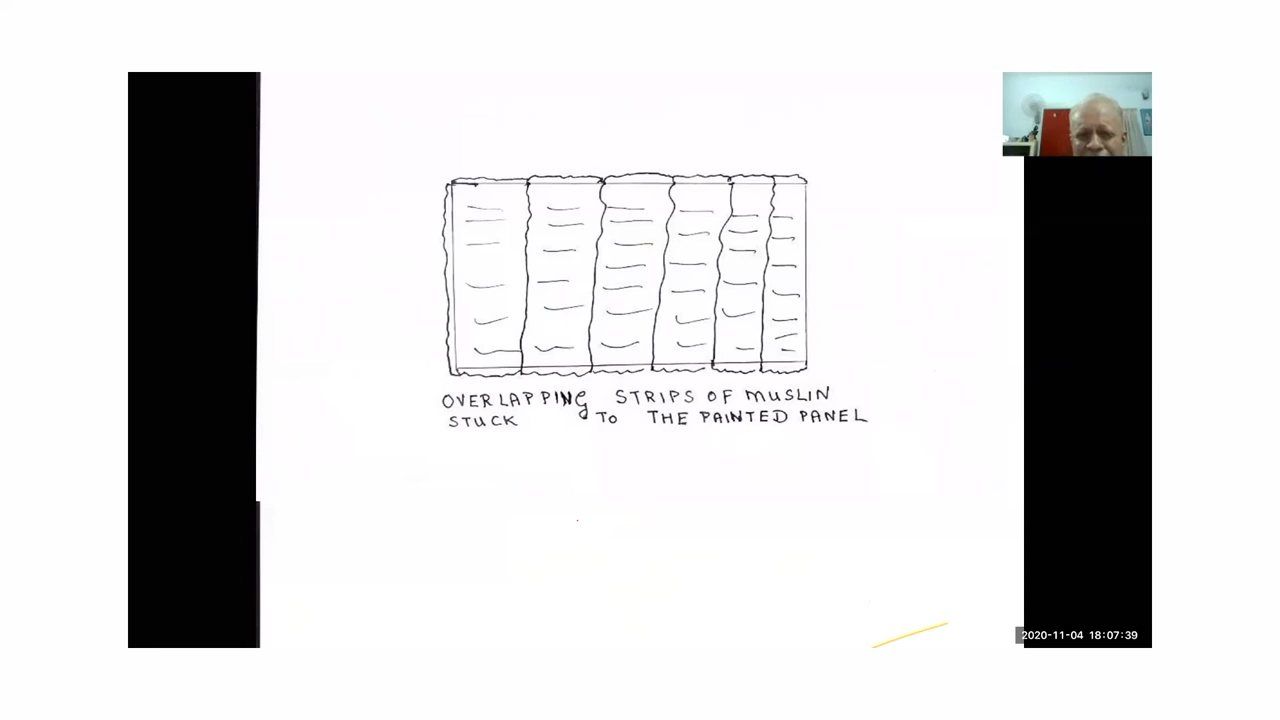 OVERLAPPING STRIPS OF MUSLIN
STUCK TO THE PAINTED PANEL
2020-11-04 18:07:39